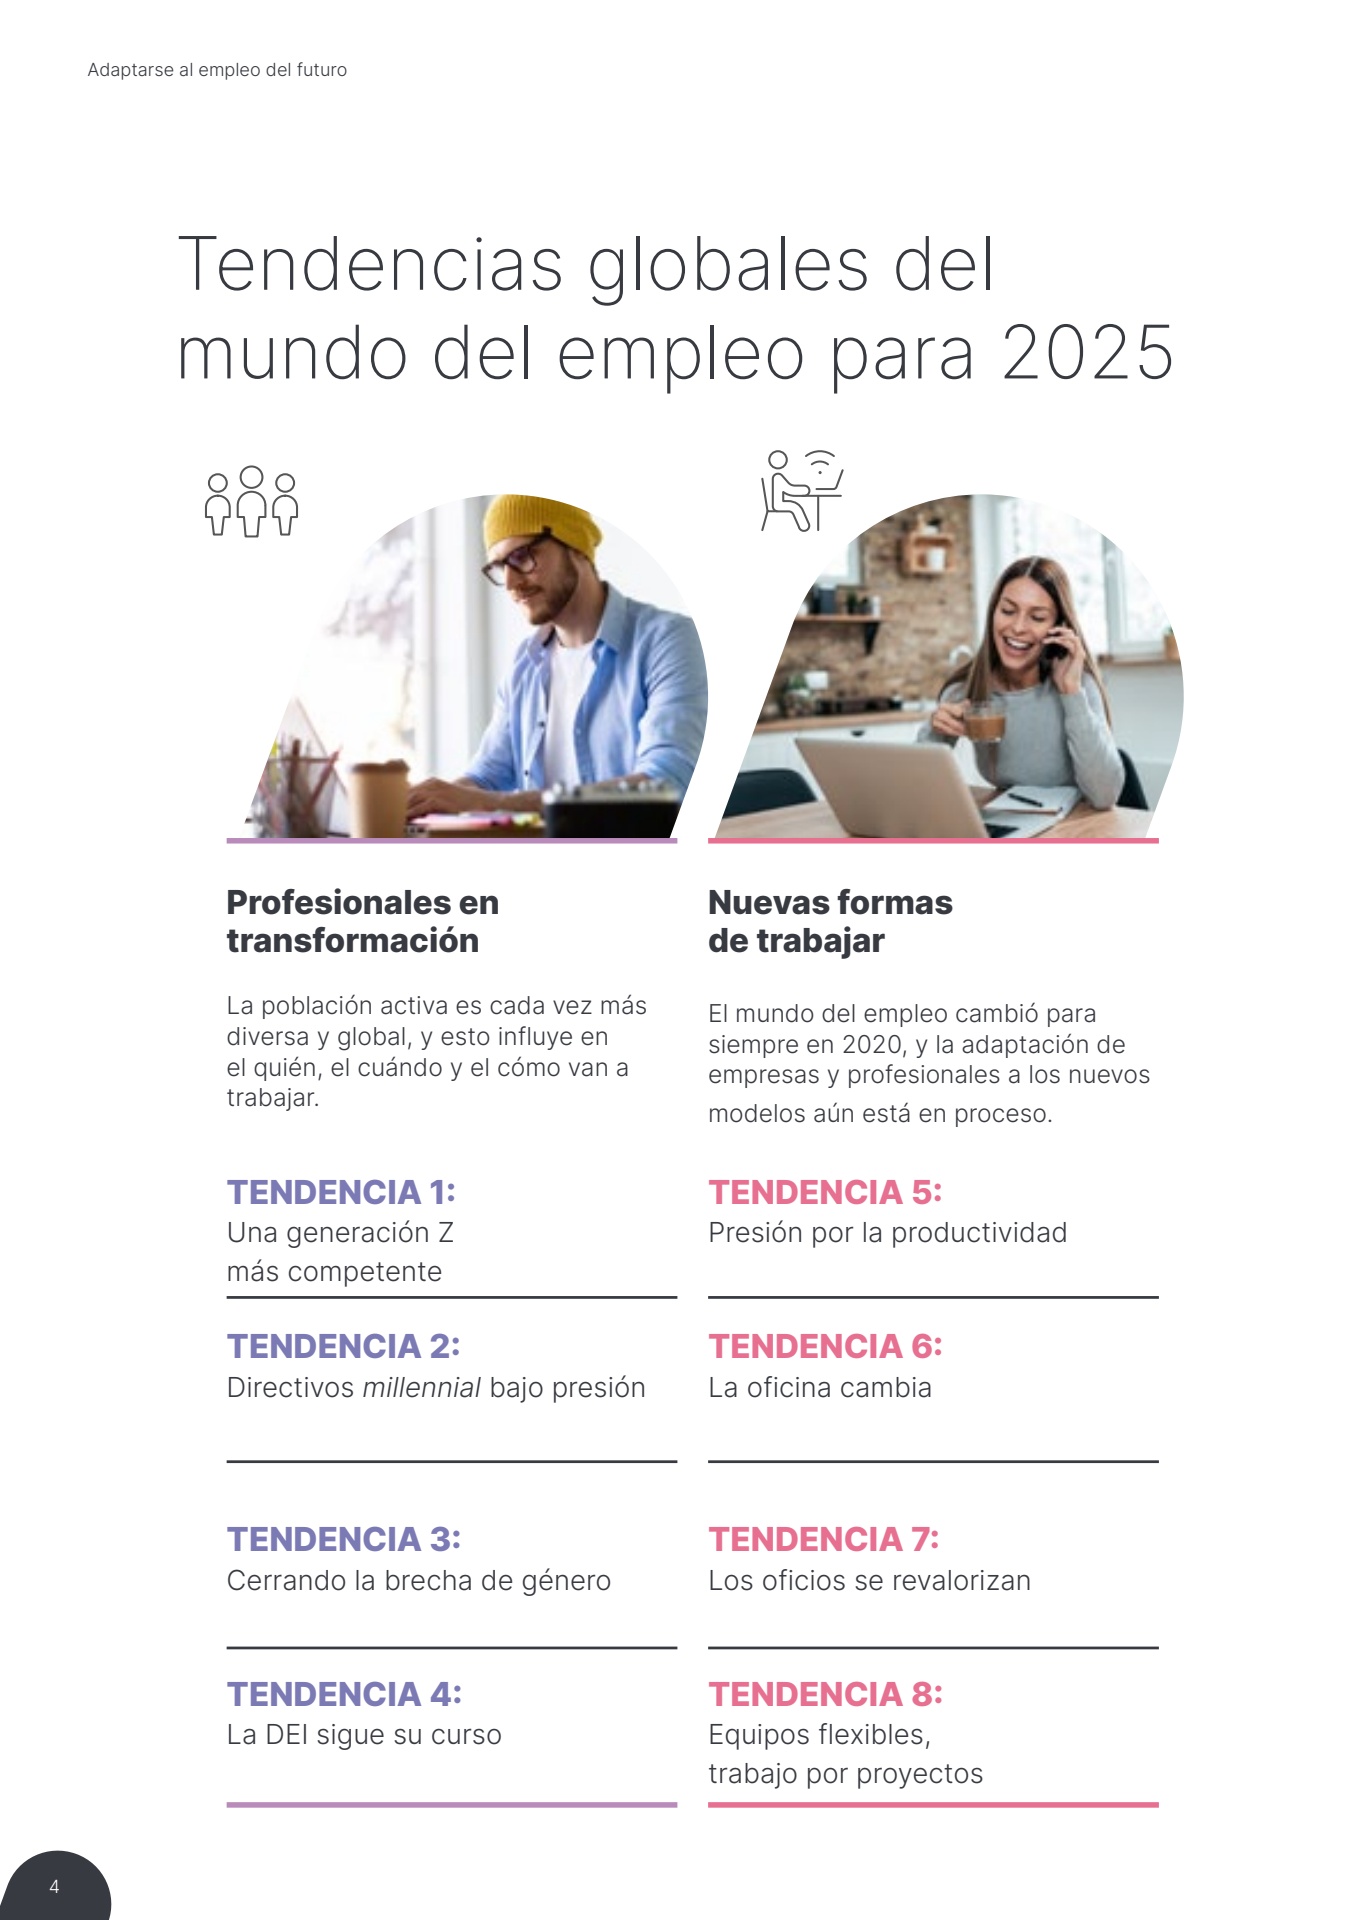 Adaptarse al empleo del futuro
Tendencias globales del
mundo del empleo para 2025
Profesionales en
transformación
La población activa es cada vez más
diversa y global, y esto influye en
el quién, el cuándo y el cómo van a
trabajar.
TENDENCIA 1:
Una generación Z
más competente
TENDENCIA 2:
Directivos millennial bajo presión
TENDENCIA 3:
Cerrando la brecha de género
TENDENCIA 4:
La DEI sigue su curso
Nuevas formas
de trabajar
El mundo del empleo cambió para
siempre en 2020, y la adaptación de
empresas y profesionales a los nuevos
modelos aún está en proceso.
TENDENCIA 5:
Presión por la productividad
TENDENCIA 6:
La oficina cambia
TENDENCIA 7:
Los oficios se revalorizan
TENDENCIA 8:
Equipos flexibles,
trabajo por proyectos
4